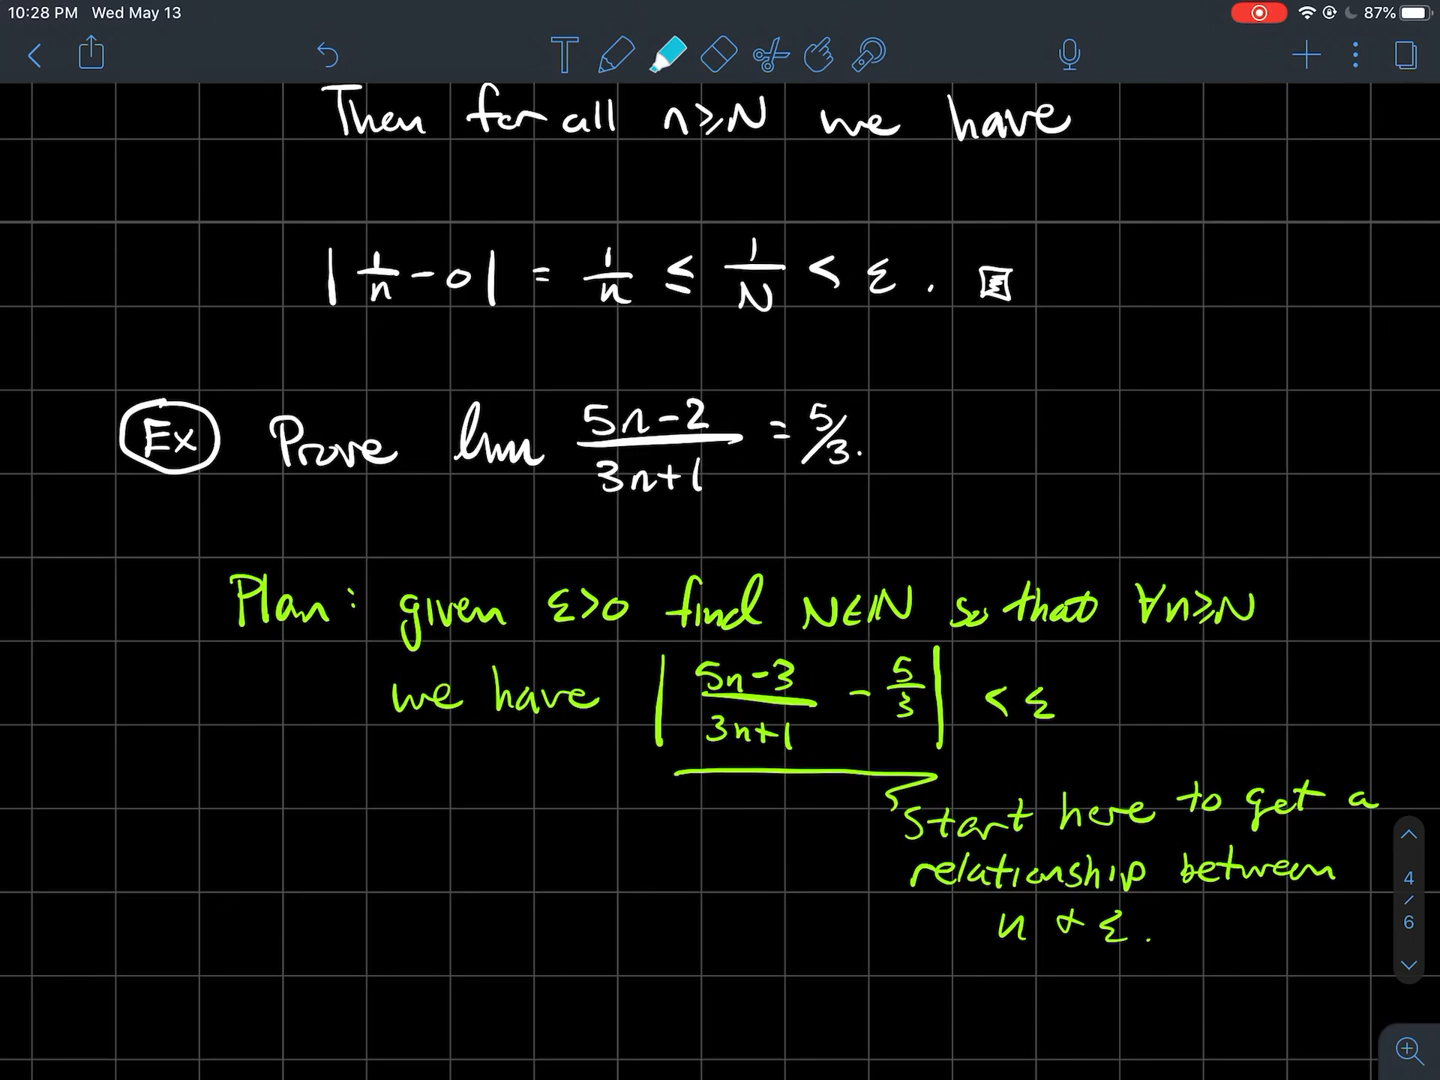 10:28 PM Wed May 13
87%
T
Then for all n≥N we have
|1/n - 0| = 1/n ≤ 1/N < ε.
Ex Prove lim (5n-2)/(3n+1) = 5/3.
Plan: given ε>0 find N∈ℕ so that ∀n≥N
we have |(5n-3)/(3n+1) - 5/3| < ε
Start here to get a
relationship between
n & ε.
4
/
6